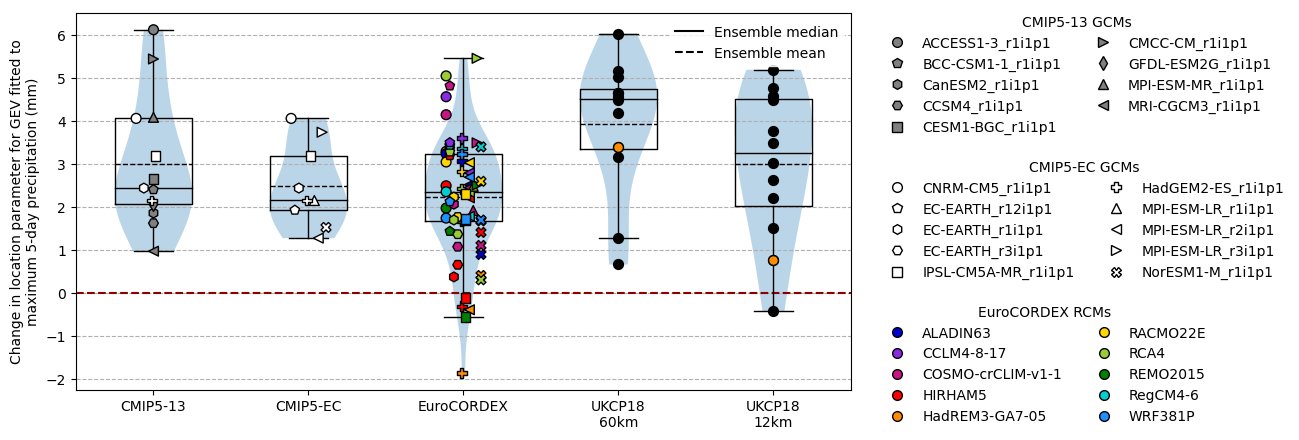 Change in location parameter for GEV fitted to
maximum 5-day precipitation (mm)
6
5
4
3
2
1
0
−1
−2
Ensemble median
Ensemble mean
CMIP5-13
CMIP5-EC
EuroCORDEX
UKCP18
60km
UKCP18
12km
CMIP5-13 GCMs
ACCESS1-3_r1i1p1
BCC-CSM1-1_r1i1p1
CanESM2_r1i1p1
CCSM4_r1i1p1
CESM1-BGC_r1i1p1
CMCC-CM_r1i1p1
GFDL-ESM2G_r1i1p1
MPI-ESM-MR_r1i1p1
MRI-CGCM3_r1i1p1
CMIP5-EC GCMs
CNRM-CM5_r1i1p1
EC-EARTH_r12i1p1
EC-EARTH_r1i1p1
EC-EARTH_r3i1p1
IPSL-CM5A-MR_r1i1p1
HadGEM2-ES_r1i1p1
MPI-ESM-LR_r1i1p1
MPI-ESM-LR_r2i1p1
MPI-ESM-LR_r3i1p1
NorESM1-M_r1i1p1
EuroCORDEX RCMs
ALADIN63
CCLM4-8-17
COSMO-crCLIM-v1-1
HIRHAM5
HadREM3-GA7-05
RACMO22E
RCA4
REMO2015
RegCM4-6
WRF381P